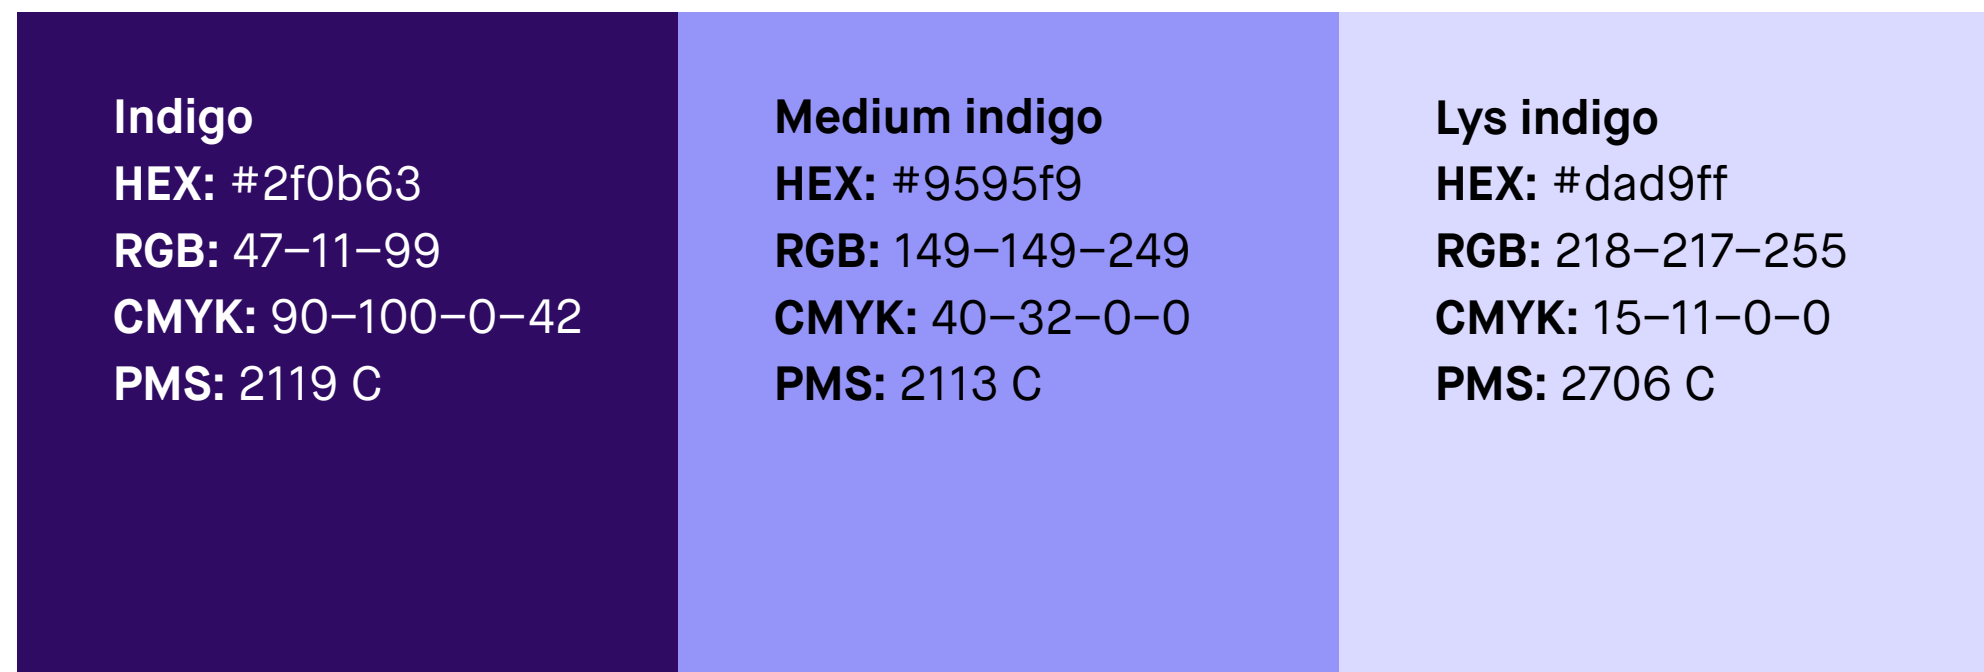 Indigo
HEX: #2f0b63
RGB: 47–11–99
CMYK: 90–100–0–42
PMS: 2119 C
Medium indigo
HEX: #9595f9
RGB: 149–149–249
CMYK: 40–32–0–0
PMS: 2113 C
Lys indigo
HEX: #dad9ff
RGB: 218–217–255
CMYK: 15–11–0–0
PMS: 2706 C